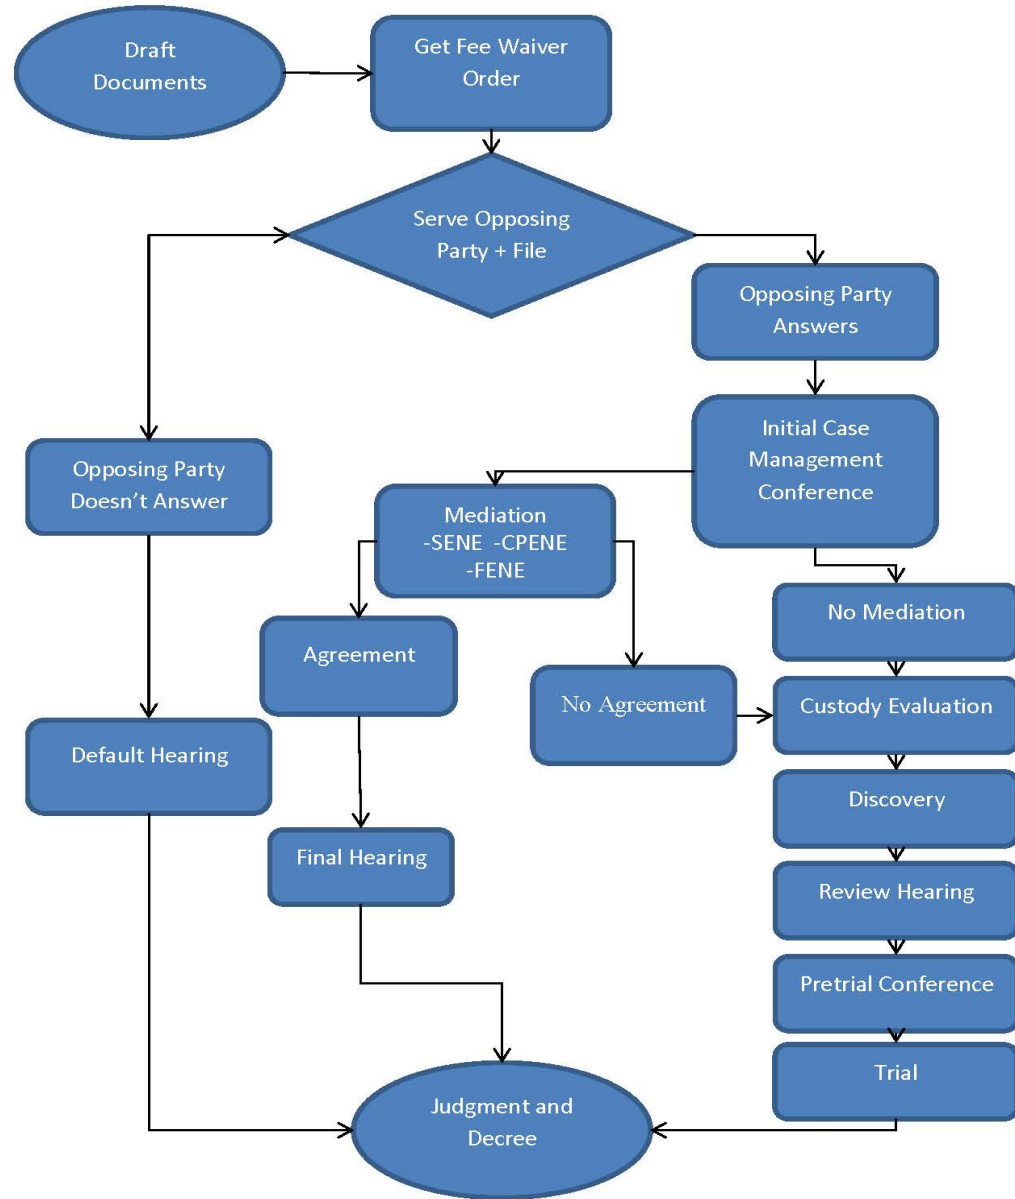 Draft
Documents
Get Fee Waiver
Order
Serve Opposing
Party + File
Opposing Party
Answers
Initial Case
Management
Conference
Opposing Party
Doesn't Answer
Mediation
-SENE -CPENE
-FENE
No Mediation
Agreement
No Agreement
Custody Evaluation
Default Hearing
Discovery
Final Hearing
Review Hearing
Pretrial Conference
Trial
Judgment and
Decree